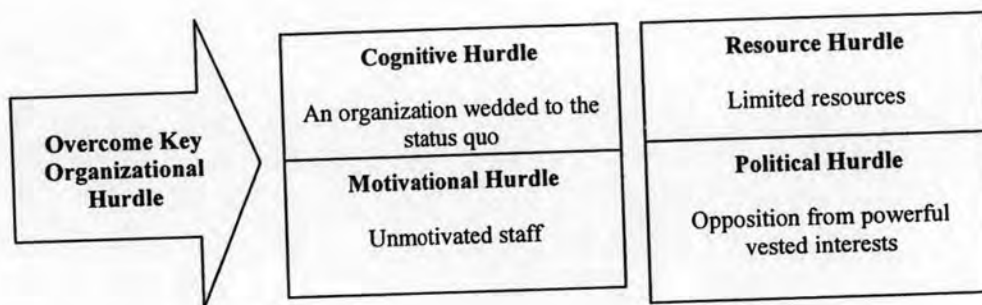 Overcome Key
Organizational
Hurdle
Cognitive Hurdle
An organization wedded to the
status quo
Motivational Hurdle
Unmotivated staff
Resource Hurdle
Limited resources
Political Hurdle
Opposition from powerful
vested interests